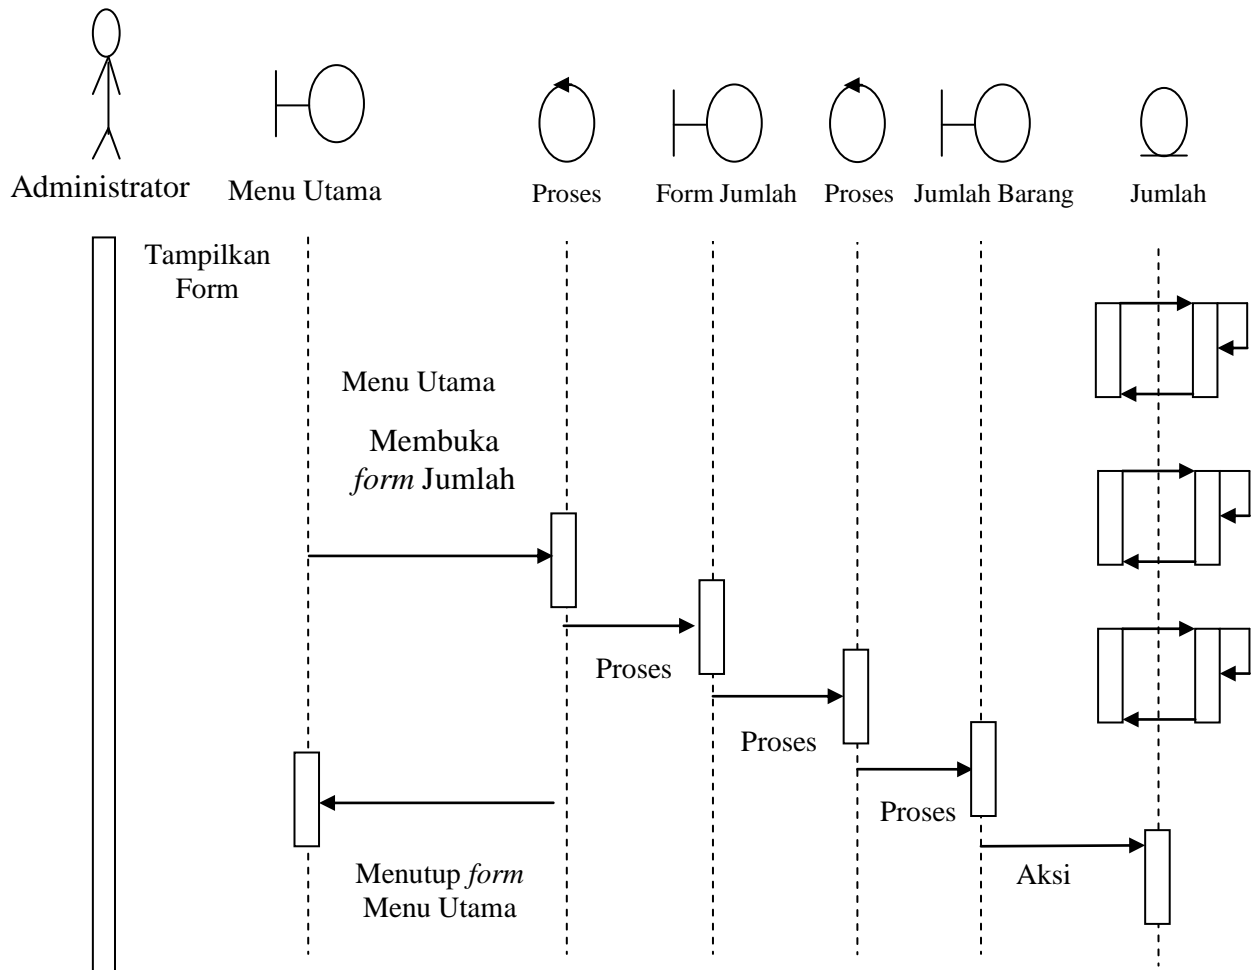 Administrator
Menu Utama
Proses
Form Jumlah
Proses
Jumlah Barang
Jumlah
Tampilkan
Form
Menu Utama
Membuka
form Jumlah
Proses
Proses
Proses
Menutup form
Menu Utama
Aksi